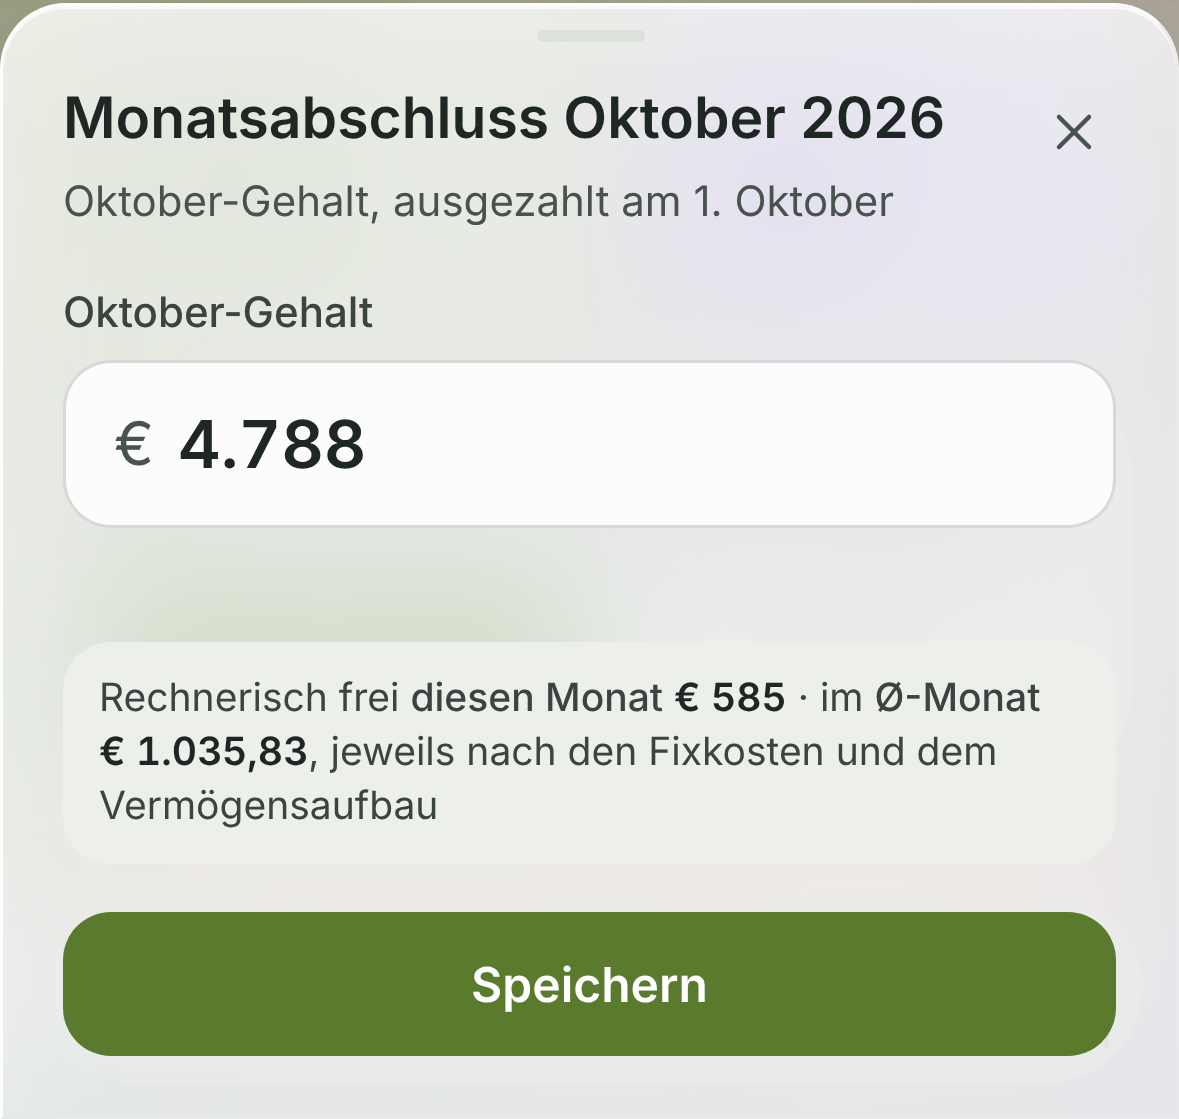 Monatsabschluss Oktober 2026
Oktober-Gehalt, ausgezahlt am 1. Oktober
Oktober-Gehalt
€ 4.788
Rechnerisch frei diesen Monat € 585 · im Ø-Monat
€ 1.035,83, jeweils nach den Fixkosten und dem
Vermögensaufbau
Speichern